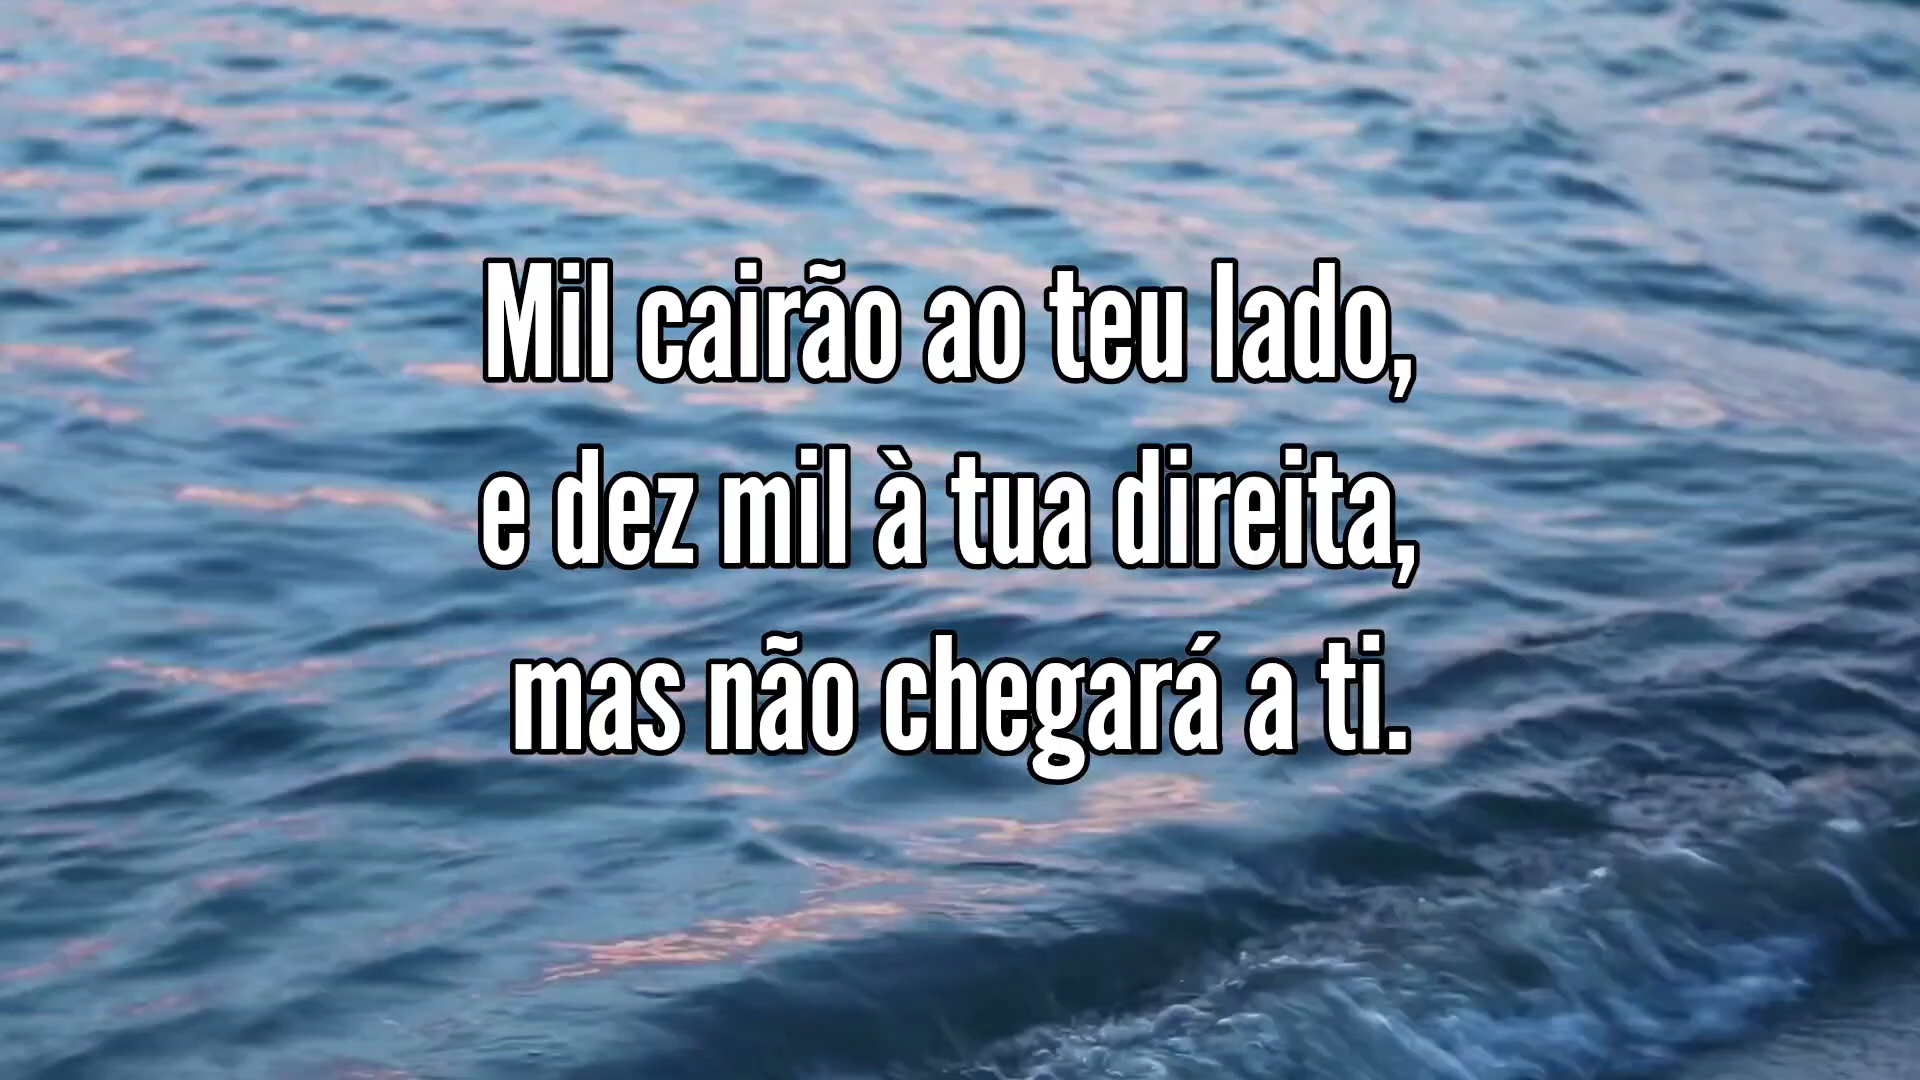 Mil cairão ao teu lado,
e dez mil à tua direita,
mas não chegará a ti.